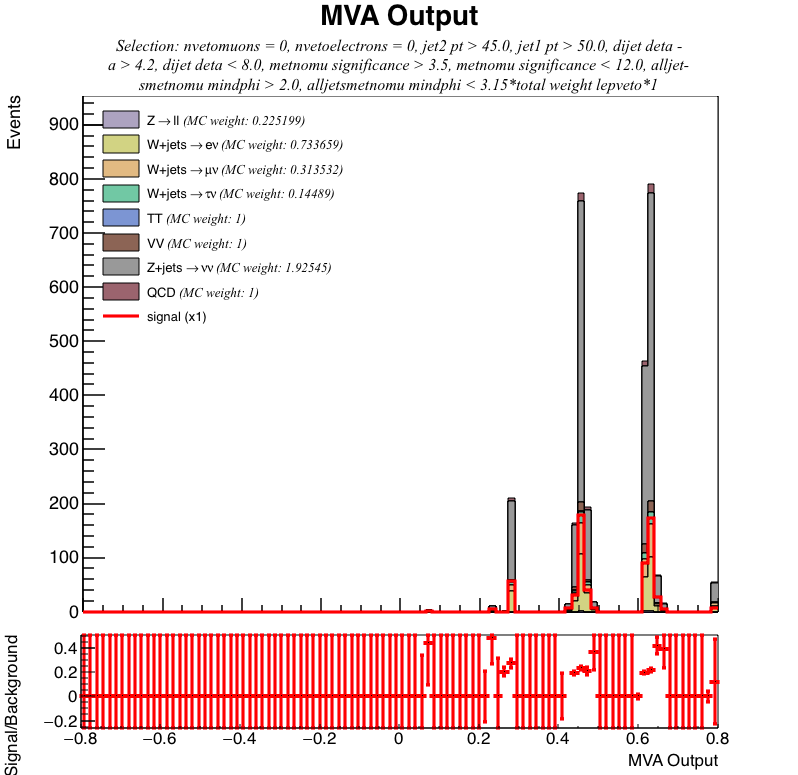 MVA Output
Selection: nvetomuons = 0, nvetoelectrons = 0, jet2 pt > 45.0, jet1 pt > 50.0, dijet deta -
a > 4.2, dijet deta < 8.0, metnomu significance > 3.5, metnomu significance < 12.0, alljet-
smetnomu mindphi > 2.0, alljetsmetnomu mindphi < 3.15*total weight lepveto*1
Events
900
800
700
600
500
400
300
200
100
0
Z→ll (MC weight: 0.225199)
W+jets→eν (MC weight: 0.733659)
W+jets→μν (MC weight: 0.313532)
W+jets→τν (MC weight: 0.14489)
TT (MC weight: 1)
VV (MC weight: 1)
Z+jets→νν (MC weight: 1.92545)
QCD (MC weight: 1)
signal (x1)
Signal/Background
0.4
0.2
0
−0.2
−0.8 −0.6 −0.4 −0.2 0 0.2 0.4 0.6 0.8
MVA Output